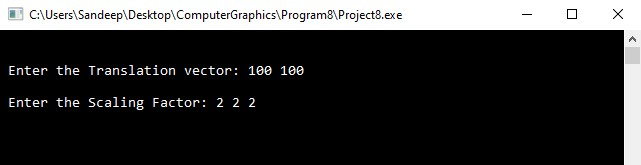 C:\Users\Sandeep\Desktop\ComputerGraphics\Program8\Project8.exe
Enter the Translation vector: 100 100
Enter the Scaling Factor: 2 2 2